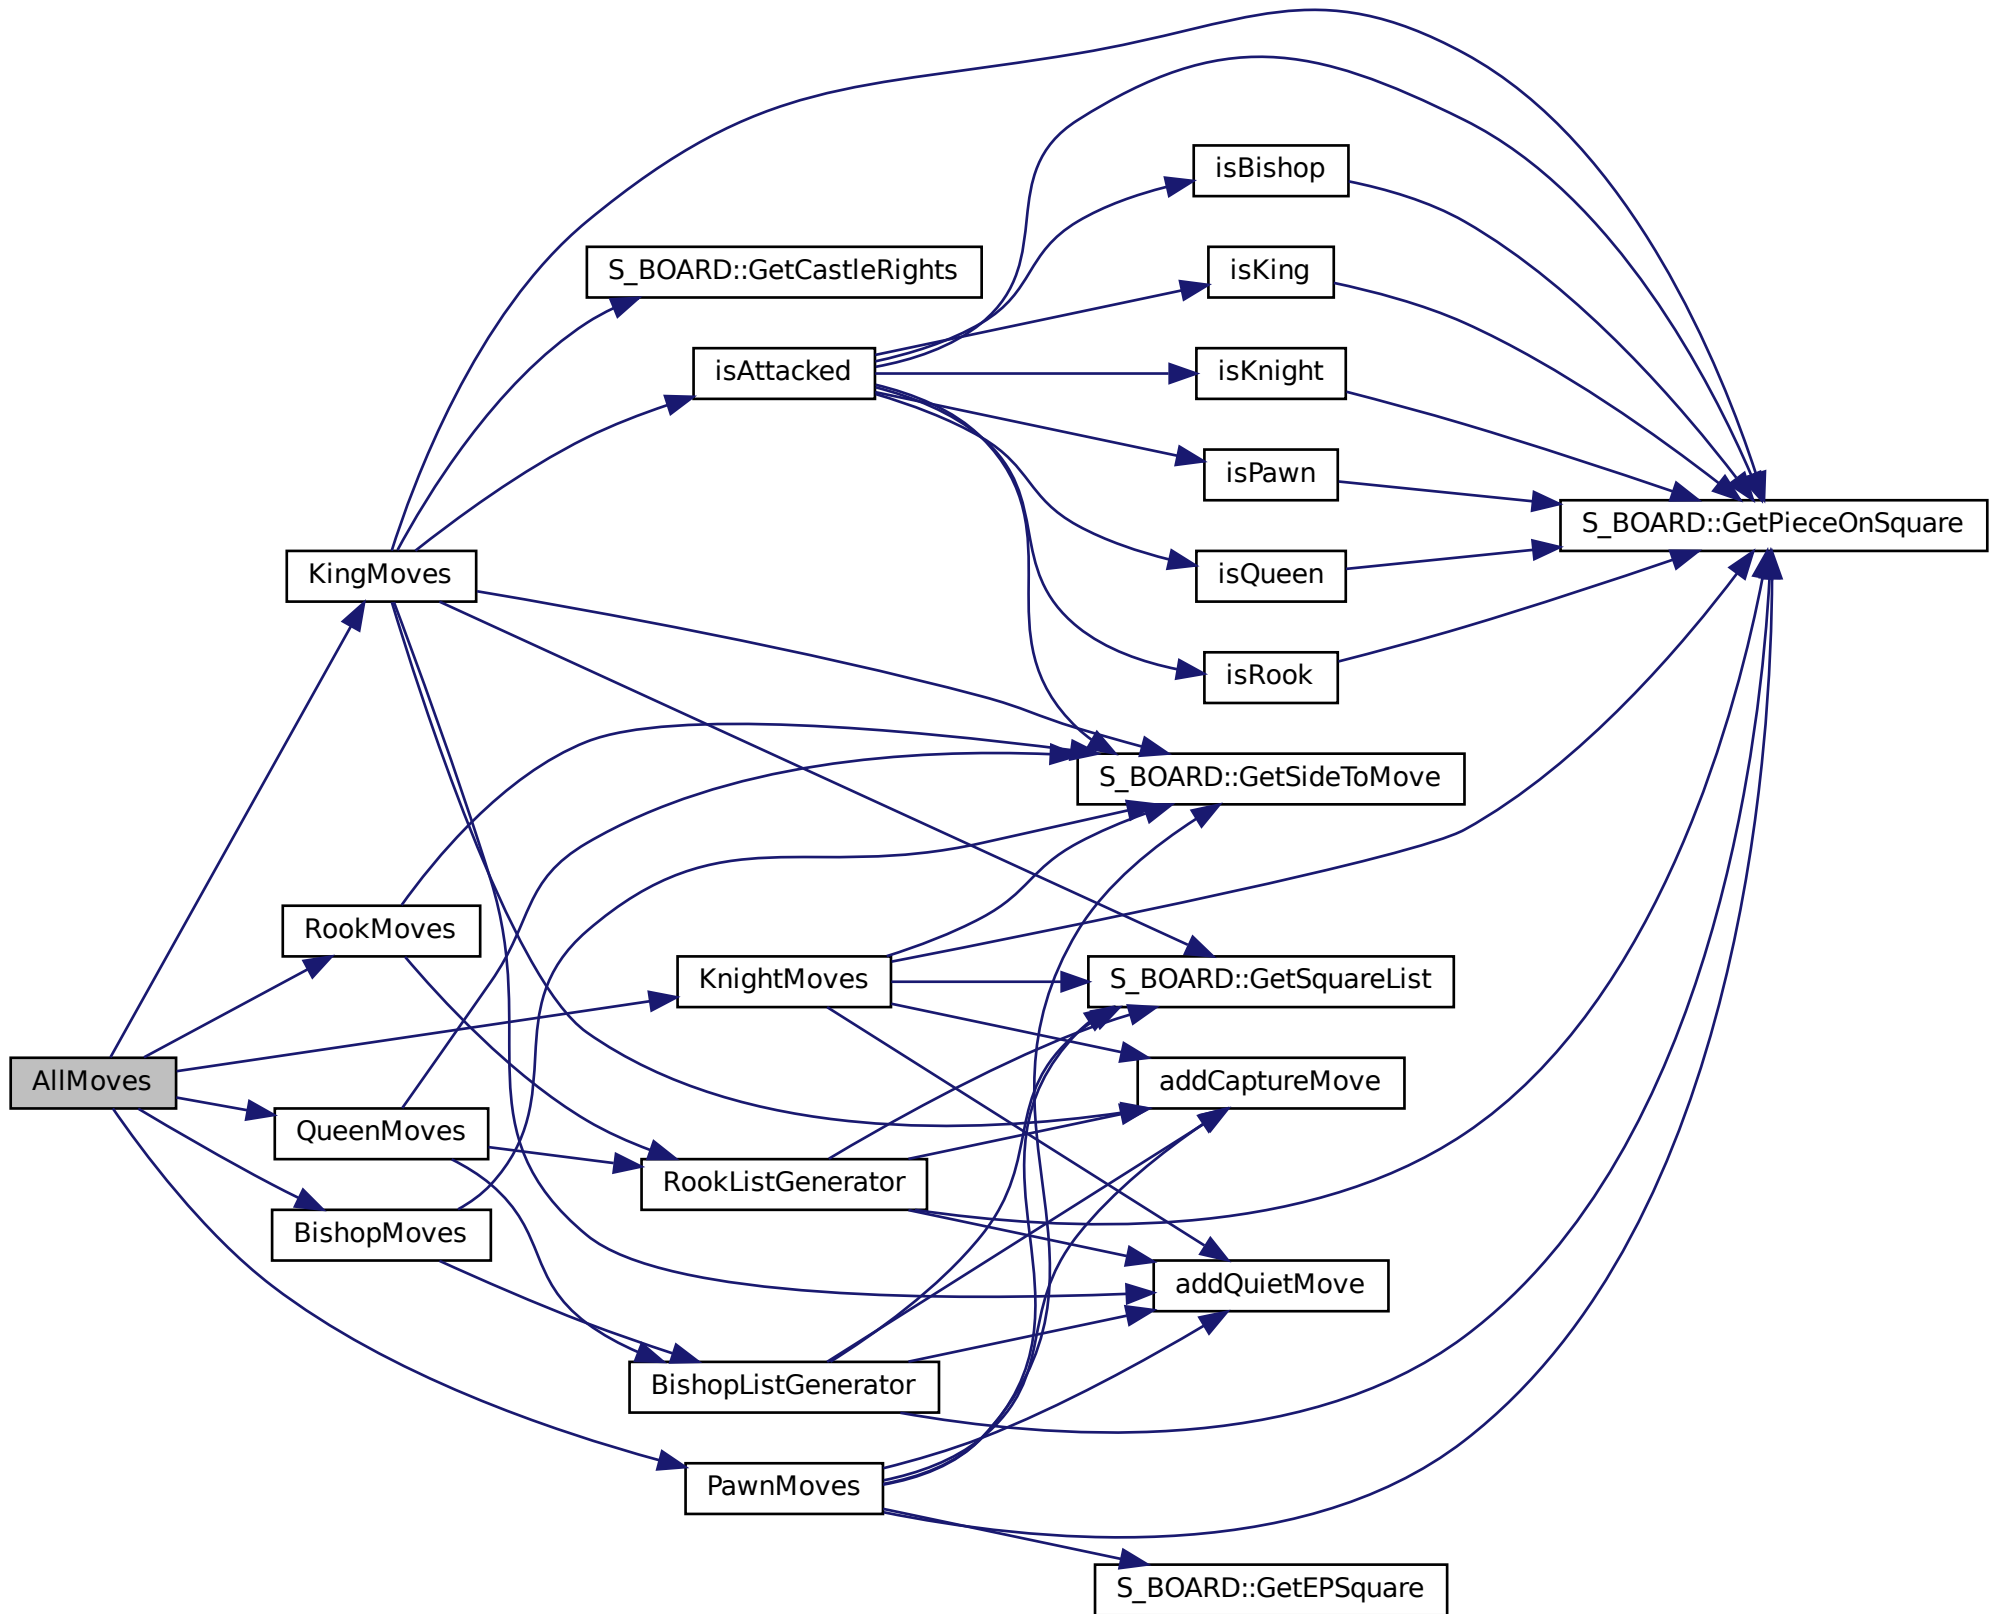 isBishop
S_BOARD::GetCastleRights
isKing
isAttacked
isKnight
isPawn
S_BOARD::GetPieceOnSquare
KingMoves
isQueen
isRook
S_BOARD::GetSideToMove
RookMoves
KnightMoves
S_BOARD::GetSquareList
AllMoves
addCaptureMove
QueenMoves
RookListGenerator
BishopMoves
addQuietMove
BishopListGenerator
PawnMoves
S_BOARD::GetEPSquare